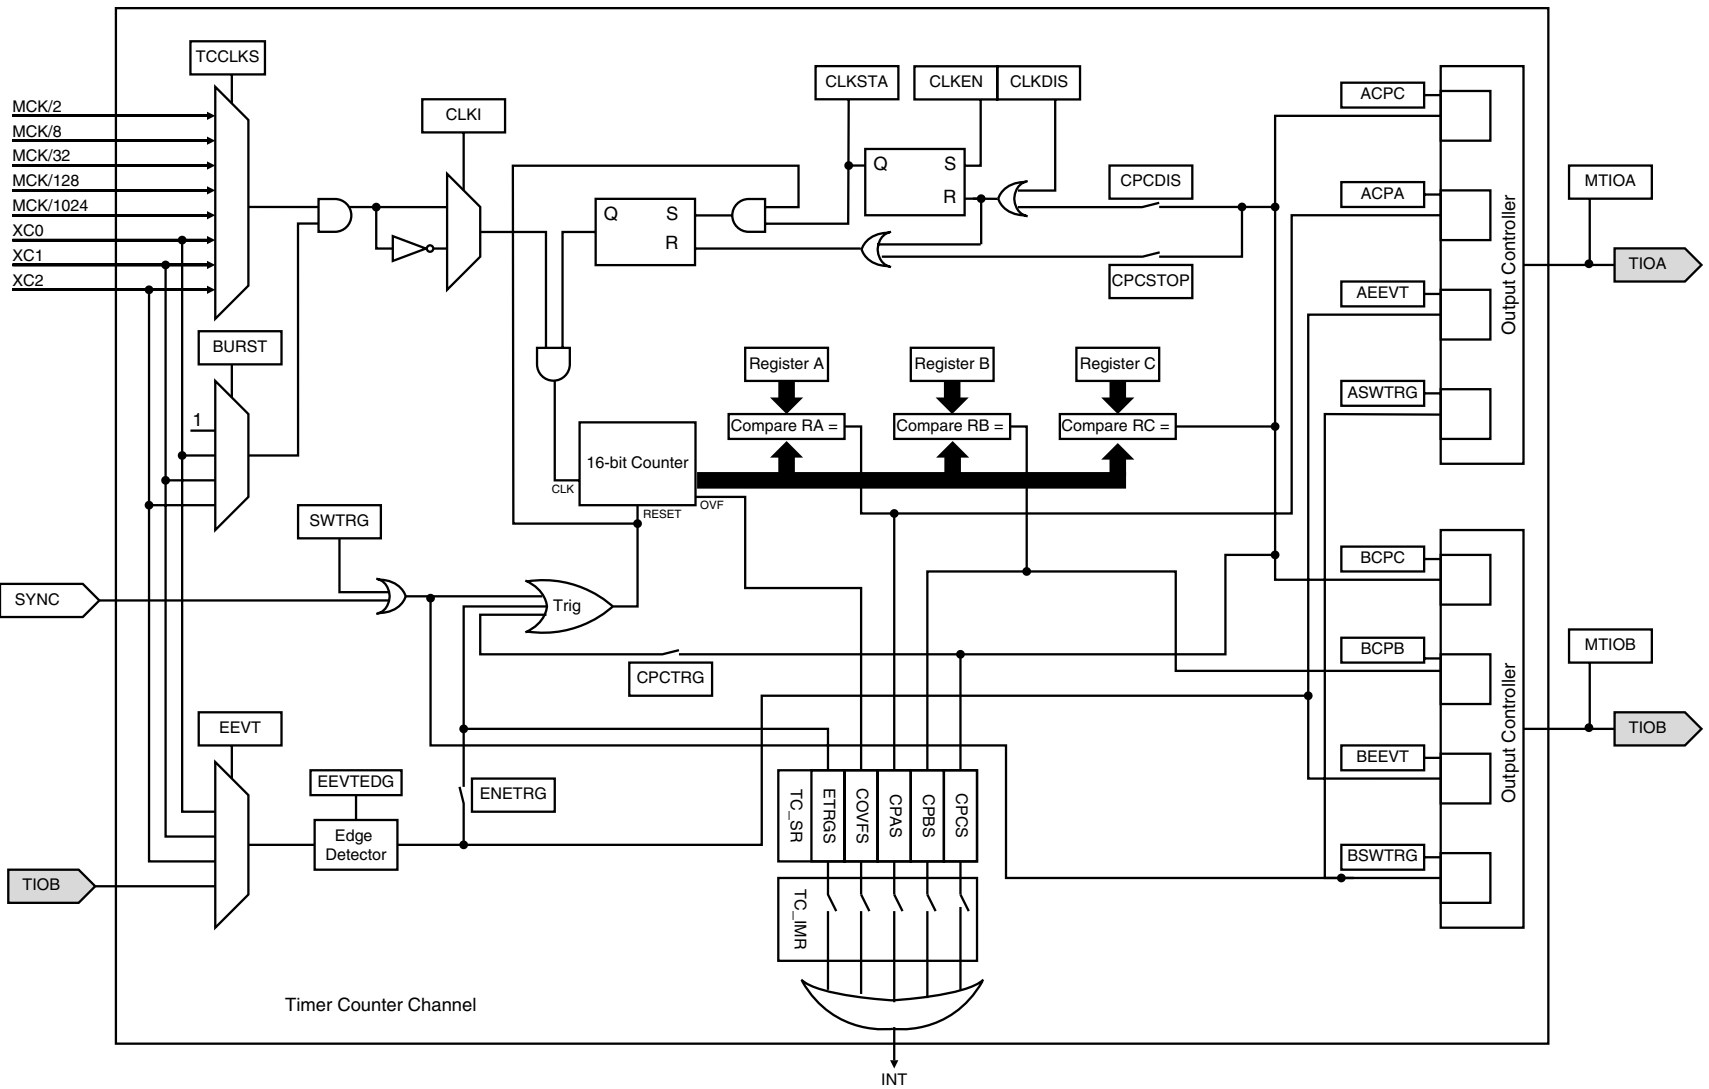 TCCLKS
MCK/2
MCK/8
MCK/32
MCK/128
MCK/1024
XC0
XC1
XC2
CLKI
CLKSTA
CLKEN
CLKDIS
Q
S
R
Q
S
R
CPCDIS
CPCSTOP
ACPC
ACPA
AEEVT
ASWTRG
Output Controller
MTIOA
TIOA
BURST
1
Register A
Register B
Register C
Compare RA =
Compare RB =
Compare RC =
16-bit Counter
CLK
RESET
OVF
SWTRG
SYNC
Trig
CPCTRG
BCPC
BCPB
BEEVT
BSWTRG
Output Controller
MTIOB
TIOB
EEVT
EEVTEDG
Edge
Detector
ENETRG
TIOB
TC_SR
ETRGS
COVFS
CPAS
CPBS
CPCS
TC_IMR
Timer Counter Channel
INT